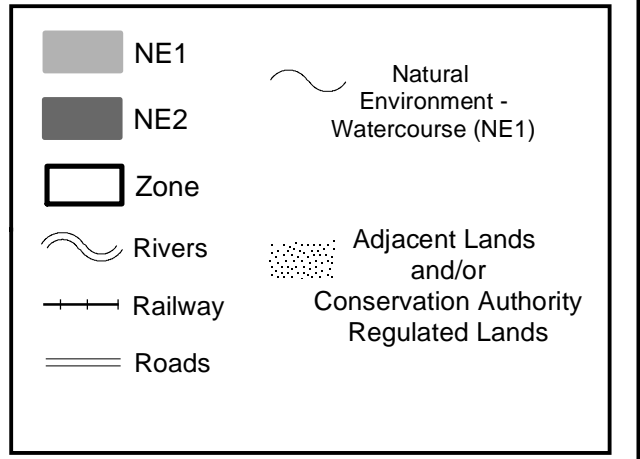 NE1
NE2
Zone
Rivers
Railway
Roads
Natural
Environment -
Watercourse (NE1)
Adjacent Lands
and/or
Conservation Authority
Regulated Lands